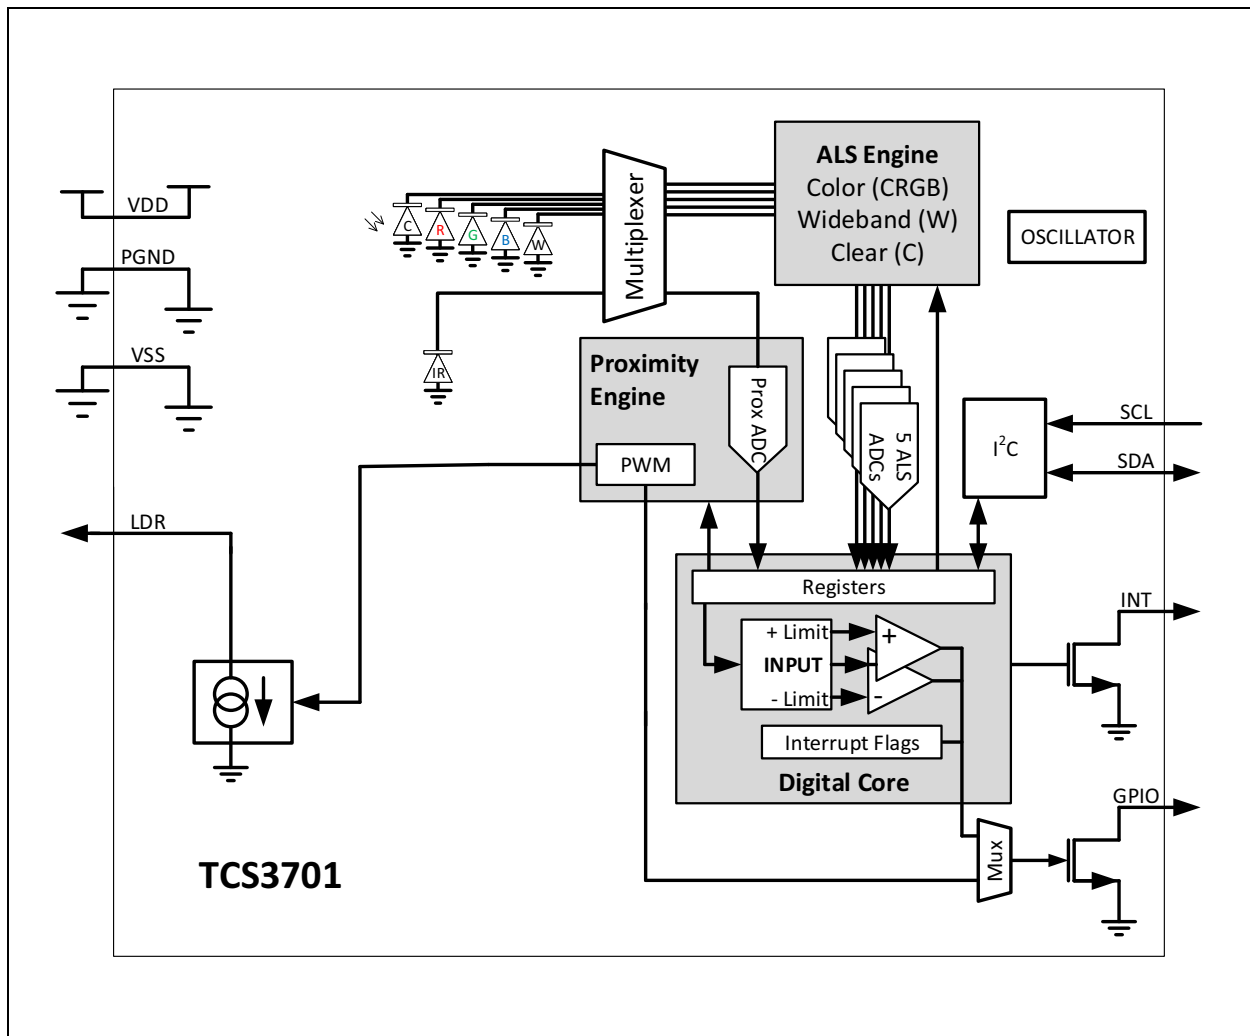 ALS Engine
Color (CRGB)
Wideband (W)
Clear (C)
OSCILLATOR
Multiplexer
VDD
PGND
VSS
C
R
G
B
W
IR
Proximity
Engine
Prox ADC
PWM
5 ALS
ADCs
I²C
SCL
SDA
LDR
Registers
+ Limit
INPUT
- Limit
+
-
Interrupt Flags
Digital Core
INT
GPIO
Mux
TCS3701